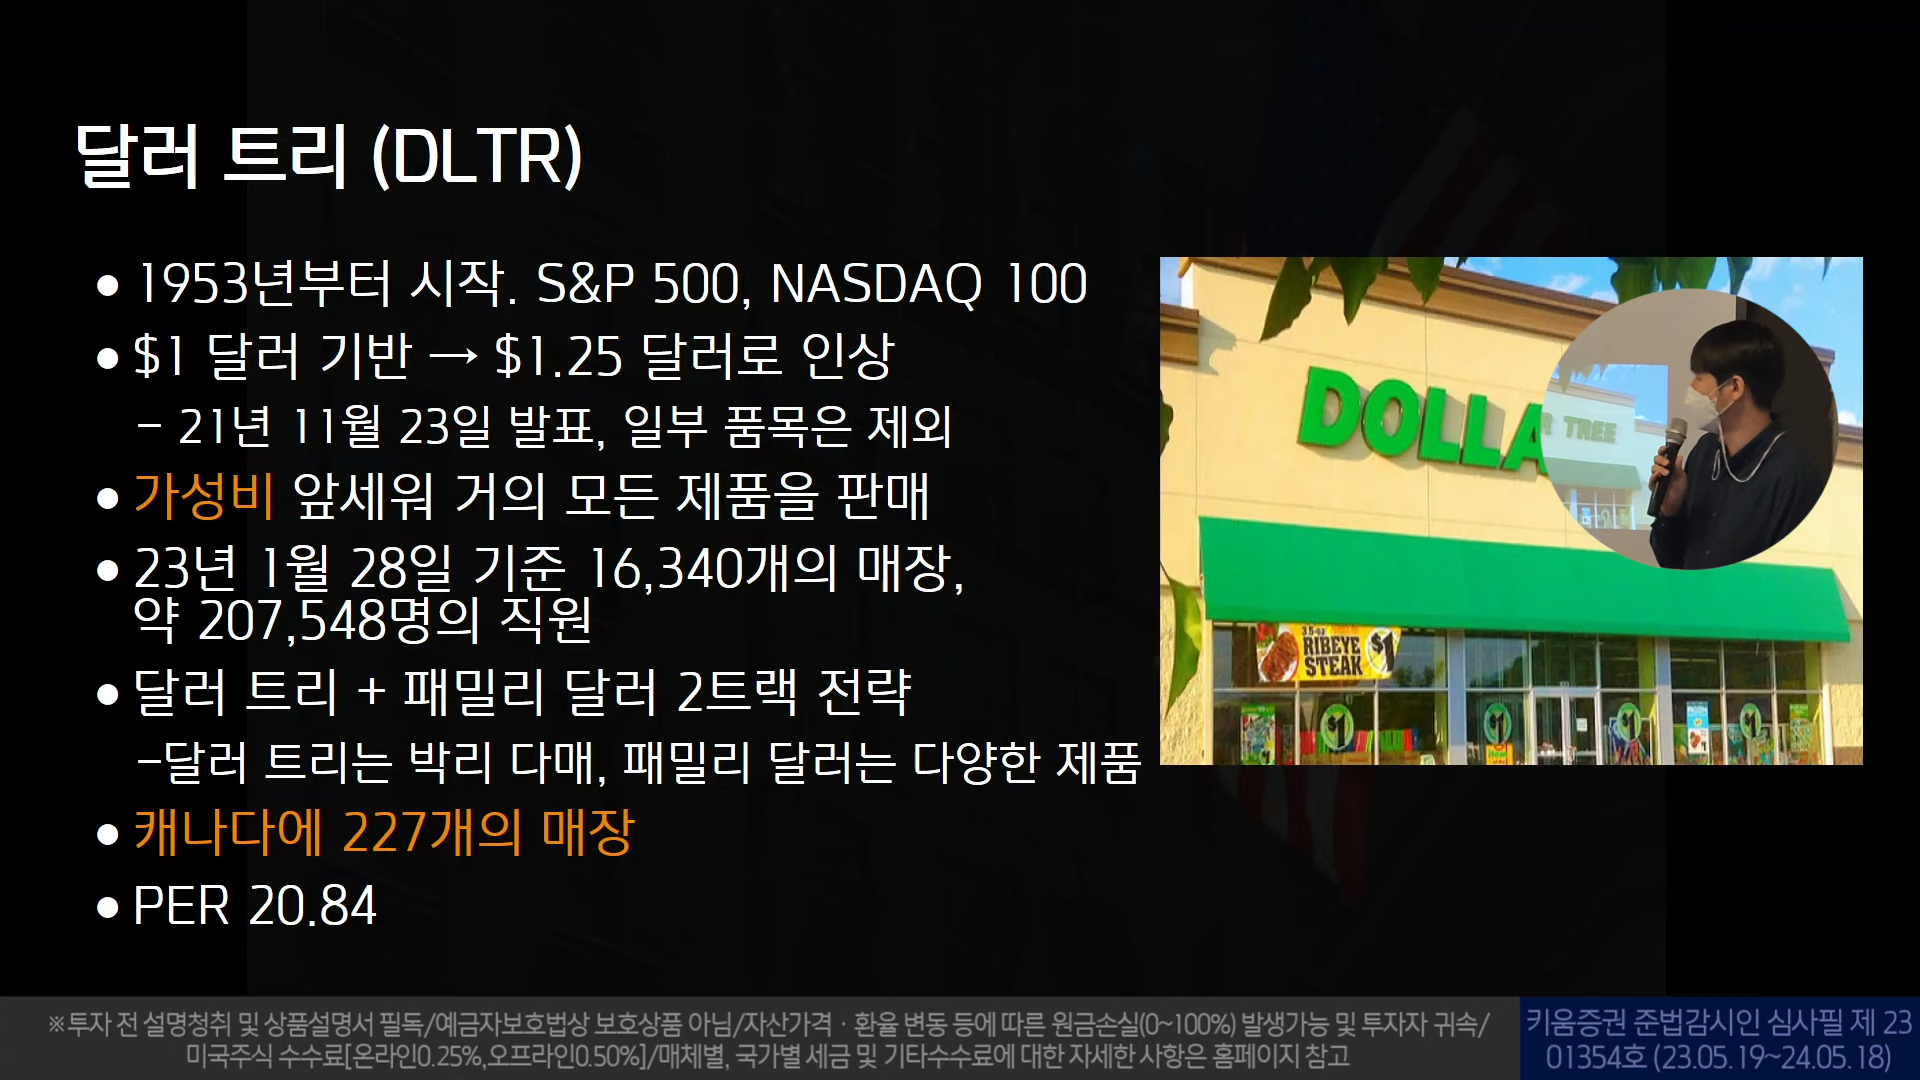 달러 트리 (DLTR)
● 1953년부터 시작. S&P 500, NASDAQ 100
● $1 달러 기반 → $1.25 달러로 인상
– 21년 11월 23일 발표, 일부 품목은 제외
● 가성비 앞세워 거의 모든 제품을 판매
● 23년 1월 28일 기준 16,340개의 매장,
약 207,548명의 직원
● 달러 트리 + 패밀리 달러 2트랙 전략
–달러 트리는 박리 다매, 패밀리 달러는 다양한 제품
● 캐나다에 227개의 매장
● PER 20.84
DOLLA
R TREE
3.5-oz
RIBEYE
STEAK
$1
$1
$1
$1
$1
※투자 전 설명청취 및 상품설명서 필독/예금자보호법상 보호상품 아님/자산가격 · 환율 변동 등에 따른 원금손실(0~100%) 발생가능 및 투자자 귀속/
미국주식 수수료[온라인0.25%,오프라인0.50%]/매체별, 국가별 세금 및 기타수수료에 대한 자세한 사항은 홈페이지 참고
키움증권 준법감시인 심사필 제 23
01354호 (23.05.19~24.05.18)